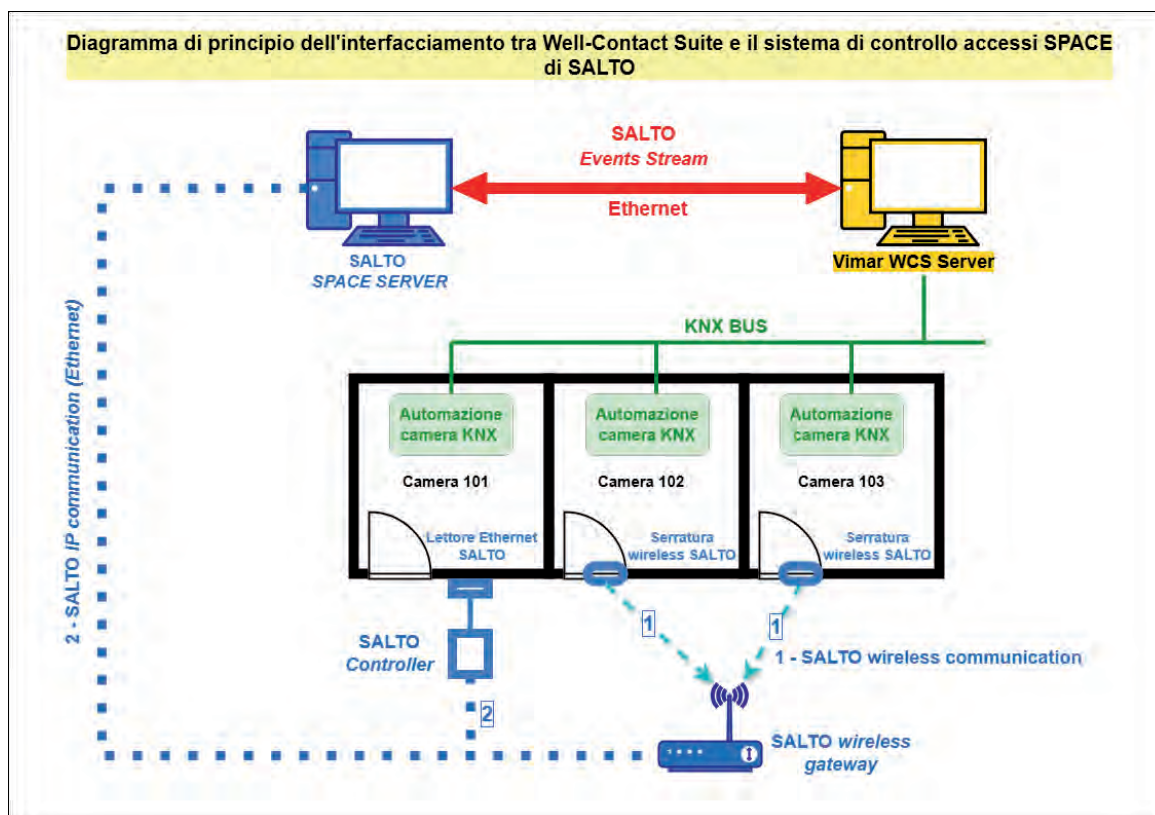 Diagramma di principio dell'interfacciamento tra Well-Contact Suite e il sistema di controllo accessi SPACE
di SALTO
SALTO
Events Stream
Ethernet
SALTO
SPACE SERVER
Vimar WCS Server
2 - SALTO IP communication (Ethernet)
KNX BUS
Automazione
camera KNX
Automazione
camera KNX
Automazione
camera KNX
Camera 101
Camera 102
Camera 103
Lettore Ethernet
SALTO
Serratura
wireless SALTO
Serratura
wireless SALTO
1
1
SALTO
Controller
1 - SALTO wireless communication
2
SALTO wireless
gateway